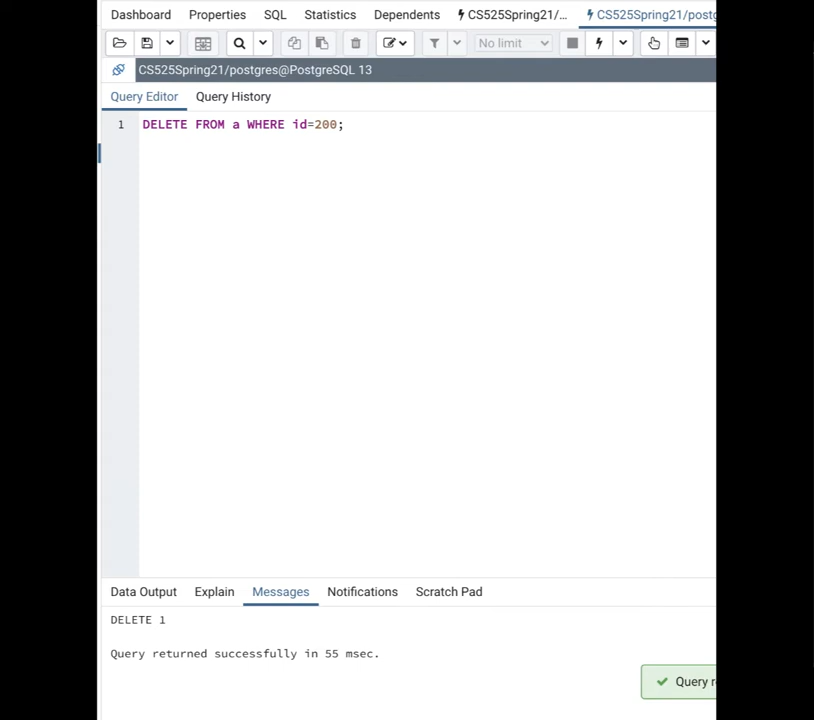 Dashboard Properties SQL Statistics Dependents CS525Spring21/... CS525Spring21/postg
No limit
CS525Spring21/postgres@PostgreSQL 13
Query Editor Query History
1 DELETE FROM a WHERE id=200;
Data Output Explain Messages Notifications Scratch Pad
DELETE 1
Query returned successfully in 55 msec.
Query r